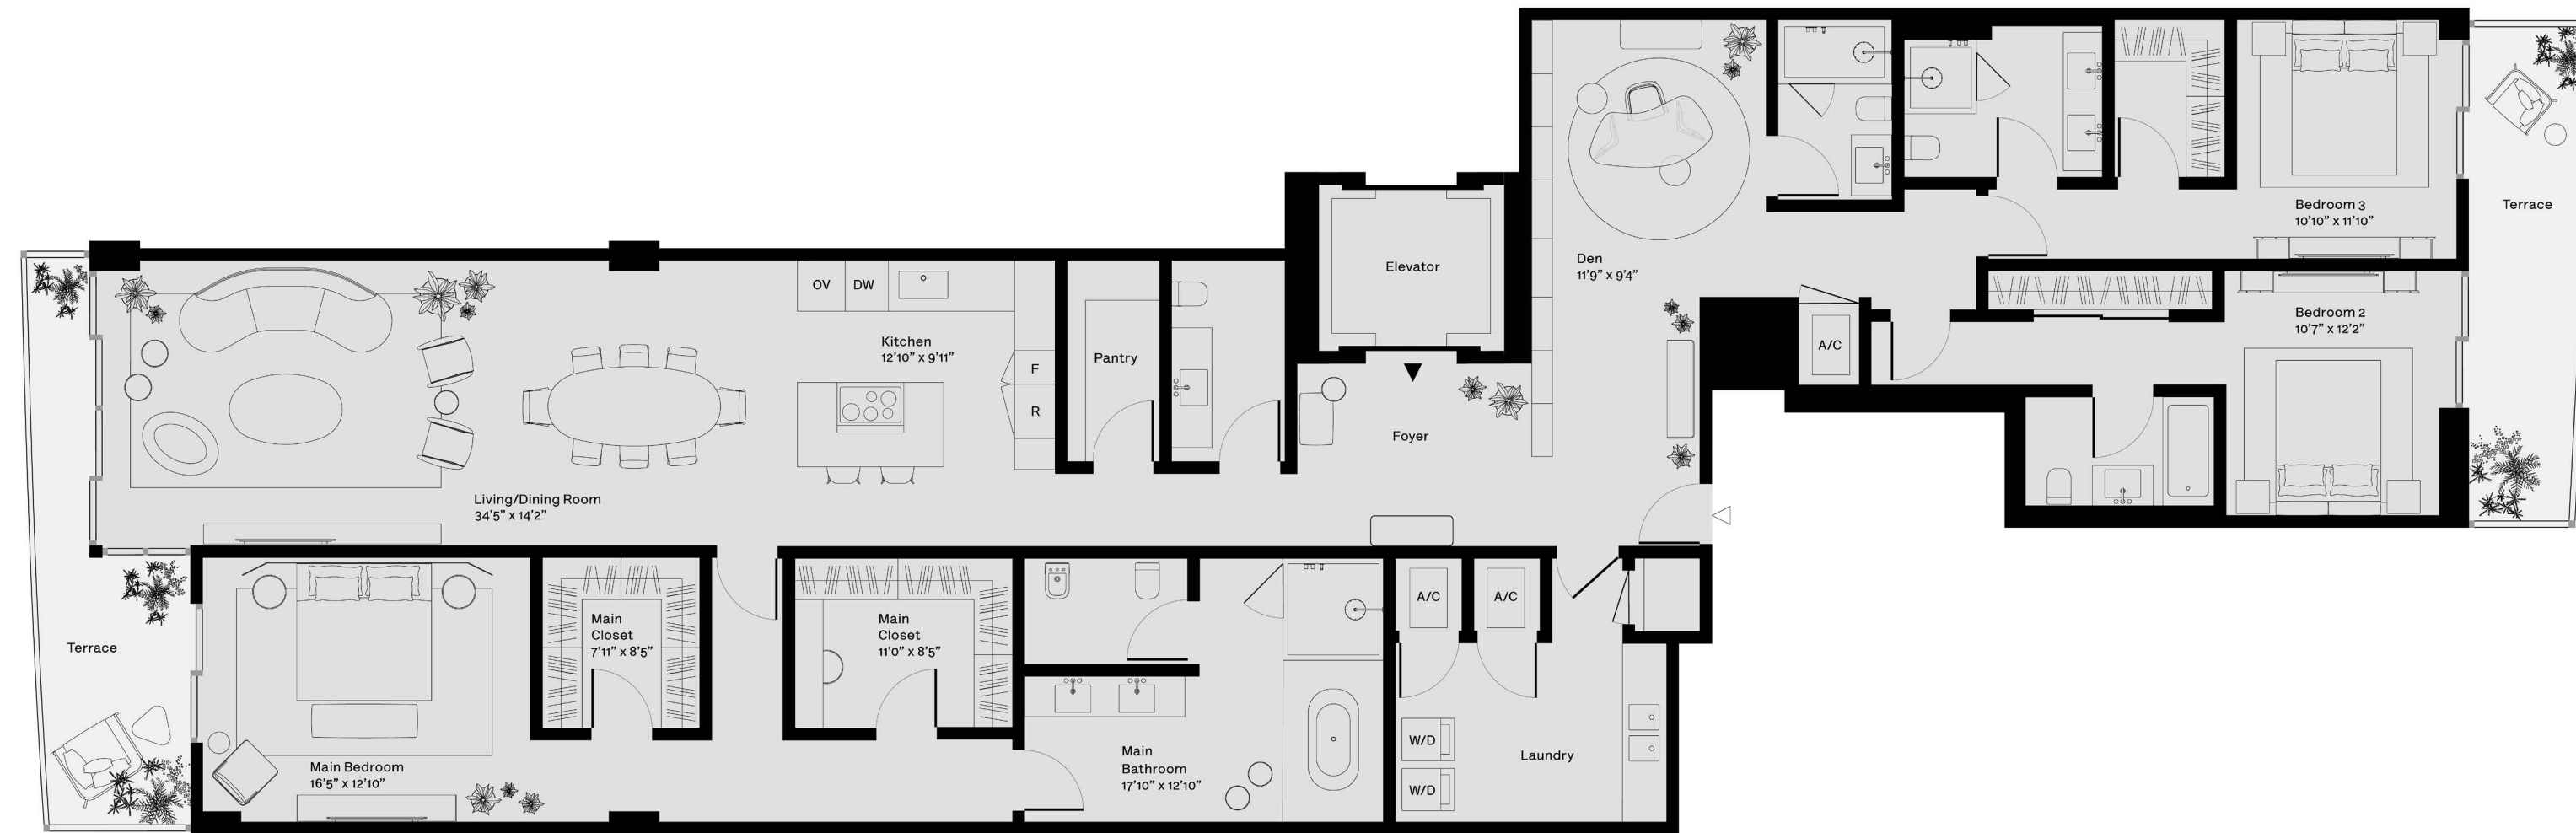 Elevator
Den
11'9" x 9'4"
Bedroom 3
10'10" x 11'10"
Terrace
Bedroom 2
10'7" x 12'2"
A/C
OV
DW
Kitchen
12'10" x 9'11"
F
R
Pantry
Foyer
Living/Dining Room
34'5" x 14'2"
Terrace
Main Bedroom
16'5" x 12'10"
Main
Closet
7'11" x 8'5"
Main
Closet
11'0" x 8'5"
Main
Bathroom
17'10" x 12'10"
A/C
A/C
W/D
W/D
Laundry